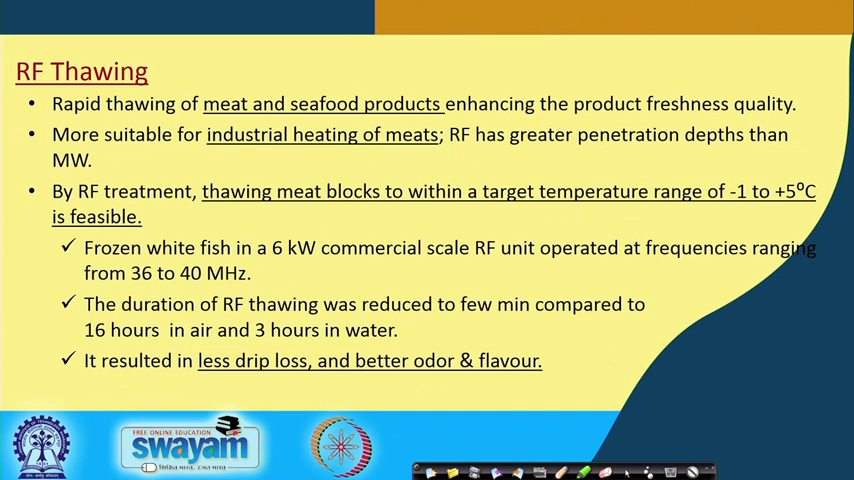 RF Thawing
• Rapid thawing of meat and seafood products enhancing the product freshness quality.
• More suitable for industrial heating of meats; RF has greater penetration depths than
MW.
• By RF treatment, thawing meat blocks to within a target temperature range of -1 to +5⁰C
is feasible.
✓ Frozen white fish in a 6 kW commercial scale RF unit operated at frequencies ranging
from 36 to 40 MHz.
✓ The duration of RF thawing was reduced to few min compared to
16 hours in air and 3 hours in water.
✓ It resulted in less drip loss, and better odor & flavour.
FREE ONLINE EDUCATION
swayam